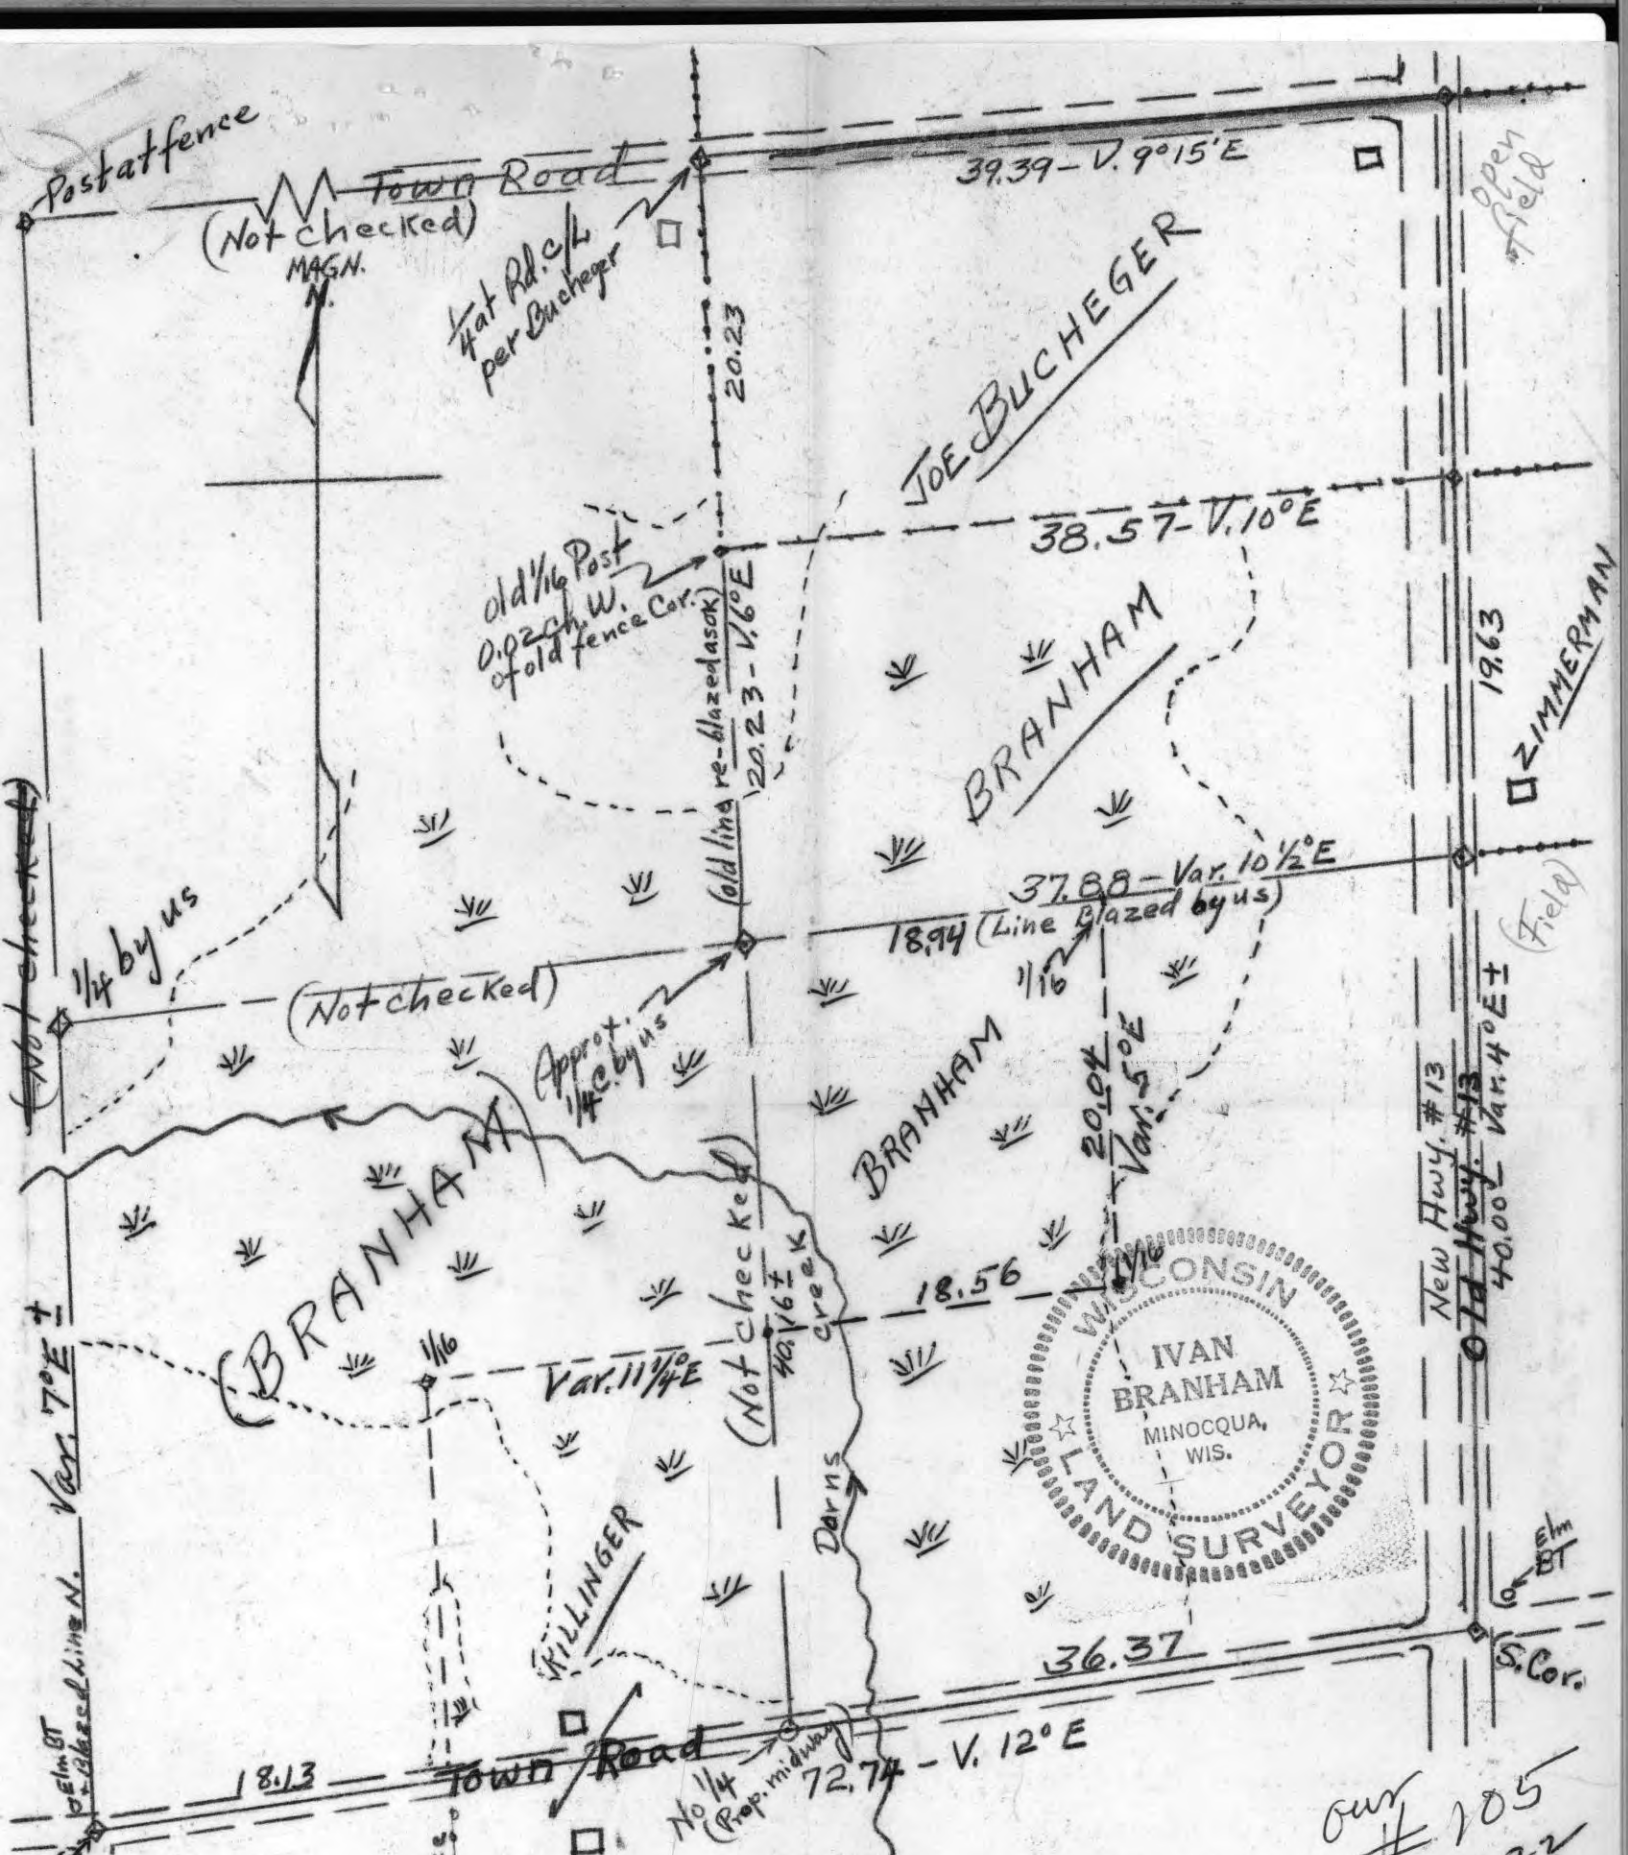 Post at fence
Town Road
(Not checked)
MAGN.
N.
1/4 at Rd. C/L
per Bucheger
39.39 - V. 9°15'E
open
field
20.23
JOE BUCHEGER
38.57 - V. 10°E
old 1/16 Post
0.02 ch. W.
of old fence Cor.
(old line re-blazed as OK)
20.23 - V. 6°E
BRANHAM
19.63
ZIMMERMAN
37.88 - Var. 10 1/2°E
18.94 (Line Blazed by us)
1/16
(Field)
(Not checked)
1/4 by us
(Not checked)
Approx.
1/4 C. by us
BRANHAM
20.04
Var. 5°E
New Hwy. #13
Old Hwy. #13
40.00 - Var. 4°E±
(BRANHAM)
(Not checked)
40.16±
Dorns Creek
18.56
1/16
WISCONSIN
IVAN
BRANHAM
MINOCQUA,
WIS.
LAND SURVEYOR
1/16
Var. 11 1/4°E
Var. 7°E±
KILLINGER
Elm
BT
S. Cor.
36.37
Elm BT
+ Blazed Line N.
18.13
Town Road
No 1/4
(Prop. midway)
72.74 - V. 12°E
our
# 105